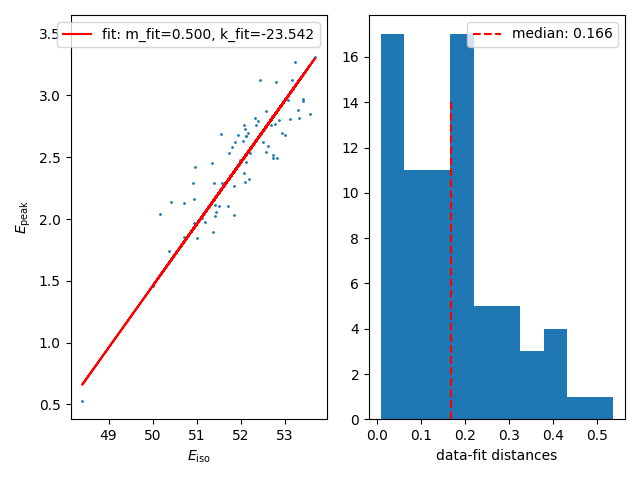 fit: m_fit=0.500, k_fit=-23.542
3.5
3.0
2.5
2.0
1.5
1.0
0.5
E_peak
49 50 51 52 53
E_iso
median: 0.166
16
14
12
10
8
6
4
2
0
0.0 0.1 0.2 0.3 0.4 0.5
data-fit distances